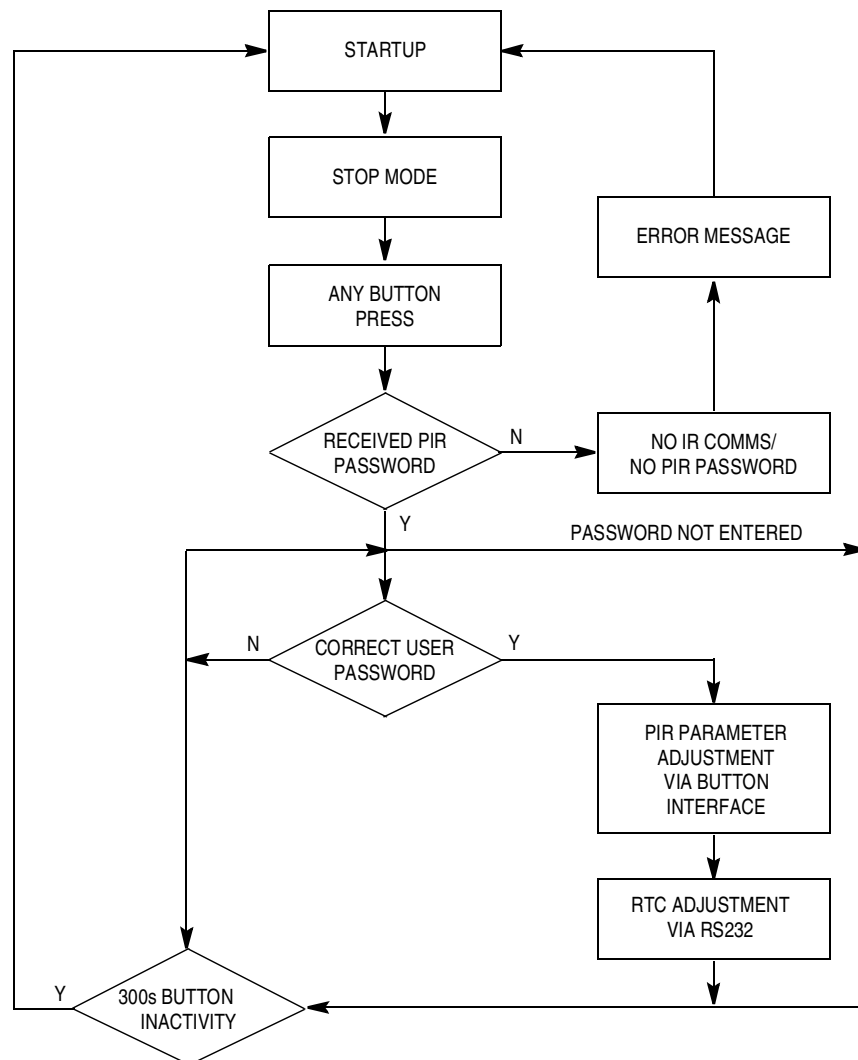 STARTUP
STOP MODE
ERROR MESSAGE
ANY BUTTON
PRESS
RECEIVED PIR
PASSWORD
N
NO IR COMMS/
NO PIR PASSWORD
Y
PASSWORD NOT ENTERED
N
CORRECT USER
PASSWORD
Y
PIR PARAMETER
ADJUSTMENT
VIA BUTTON
INTERFACE
RTC ADJUSTMENT
VIA RS232
Y
300s BUTTON
INACTIVITY